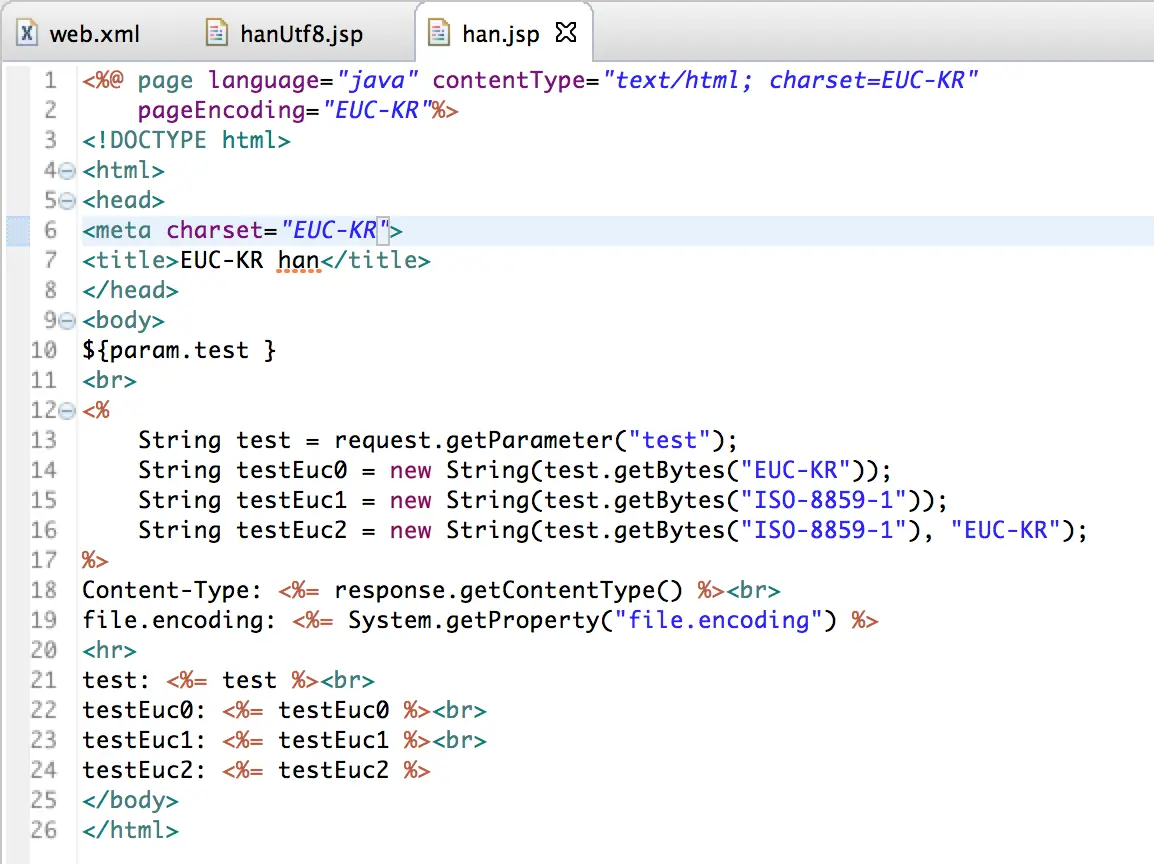 web.xml hanUtf8.jsp han.jsp
1 <%@ page language="java" contentType="text/html; charset=EUC-KR"
2     pageEncoding="EUC-KR"%>
3 <!DOCTYPE html>
4 <html>
5 <head>
6 <meta charset="EUC-KR">
7 <title>EUC-KR han</title>
8 </head>
9 <body>
10 ${param.test }
11 <br>
12 <%
13     String test = request.getParameter("test");
14     String testEuc0 = new String(test.getBytes("EUC-KR"));
15     String testEuc1 = new String(test.getBytes("ISO-8859-1"));
16     String testEuc2 = new String(test.getBytes("ISO-8859-1"), "EUC-KR");
17 %>
18 Content-Type: <%= response.getContentType() %><br>
19 file.encoding: <%= System.getProperty("file.encoding") %>
20 <hr>
21 test: <%= test %><br>
22 testEuc0: <%= testEuc0 %><br>
23 testEuc1: <%= testEuc1 %><br>
24 testEuc2: <%= testEuc2 %>
25 </body>
26 </html>